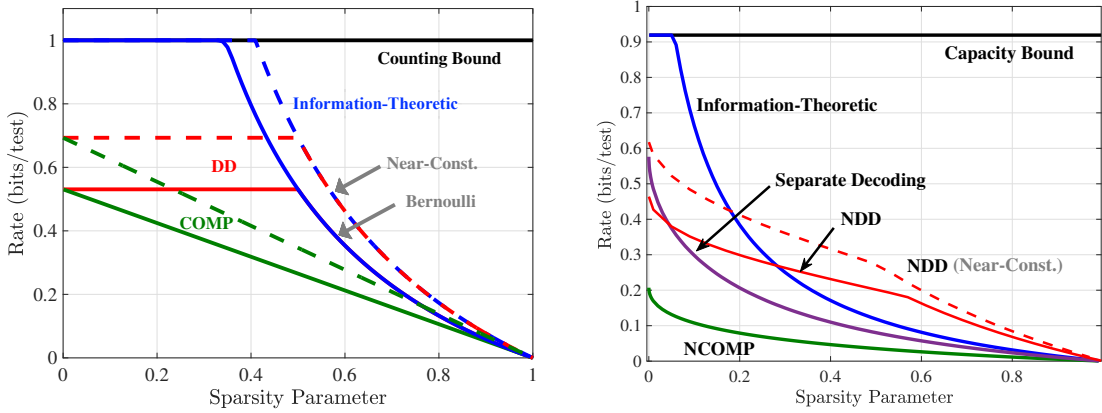 1
0.8
0.6
0.4
0.2
0
0
0.2
0.4
0.6
0.8
1
Rate (bits/test)
Sparsity Parameter
Counting Bound
Information-Theoretic
DD
Near-Const.
Bernoulli
COMP
1
0.9
0.8
0.7
0.6
0.5
0.4
0.3
0.2
0.1
0
0
0.2
0.4
0.6
0.8
Rate (bits/test)
Sparsity Parameter
Capacity Bound
Information-Theoretic
Separate Decoding
NDD
NDD (Near-Const.)
NCOMP